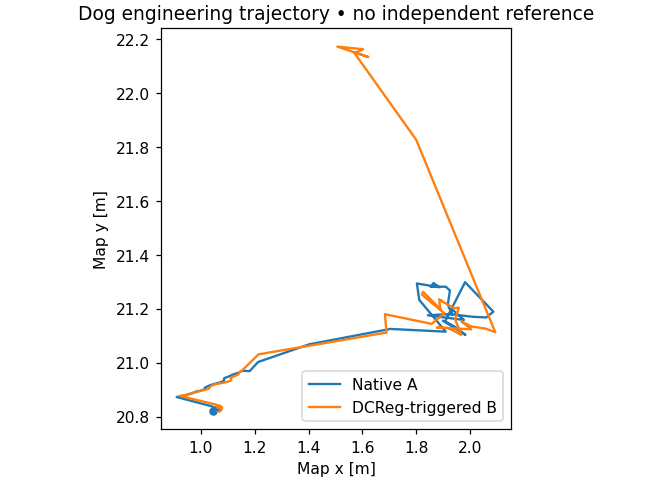 Dog engineering trajectory • no independent reference
22.2
22.0
21.8
21.6
21.4
21.2
21.0
20.8
Map y [m]
Native A
DCReg-triggered B
1.0 1.2 1.4 1.6 1.8 2.0
Map x [m]